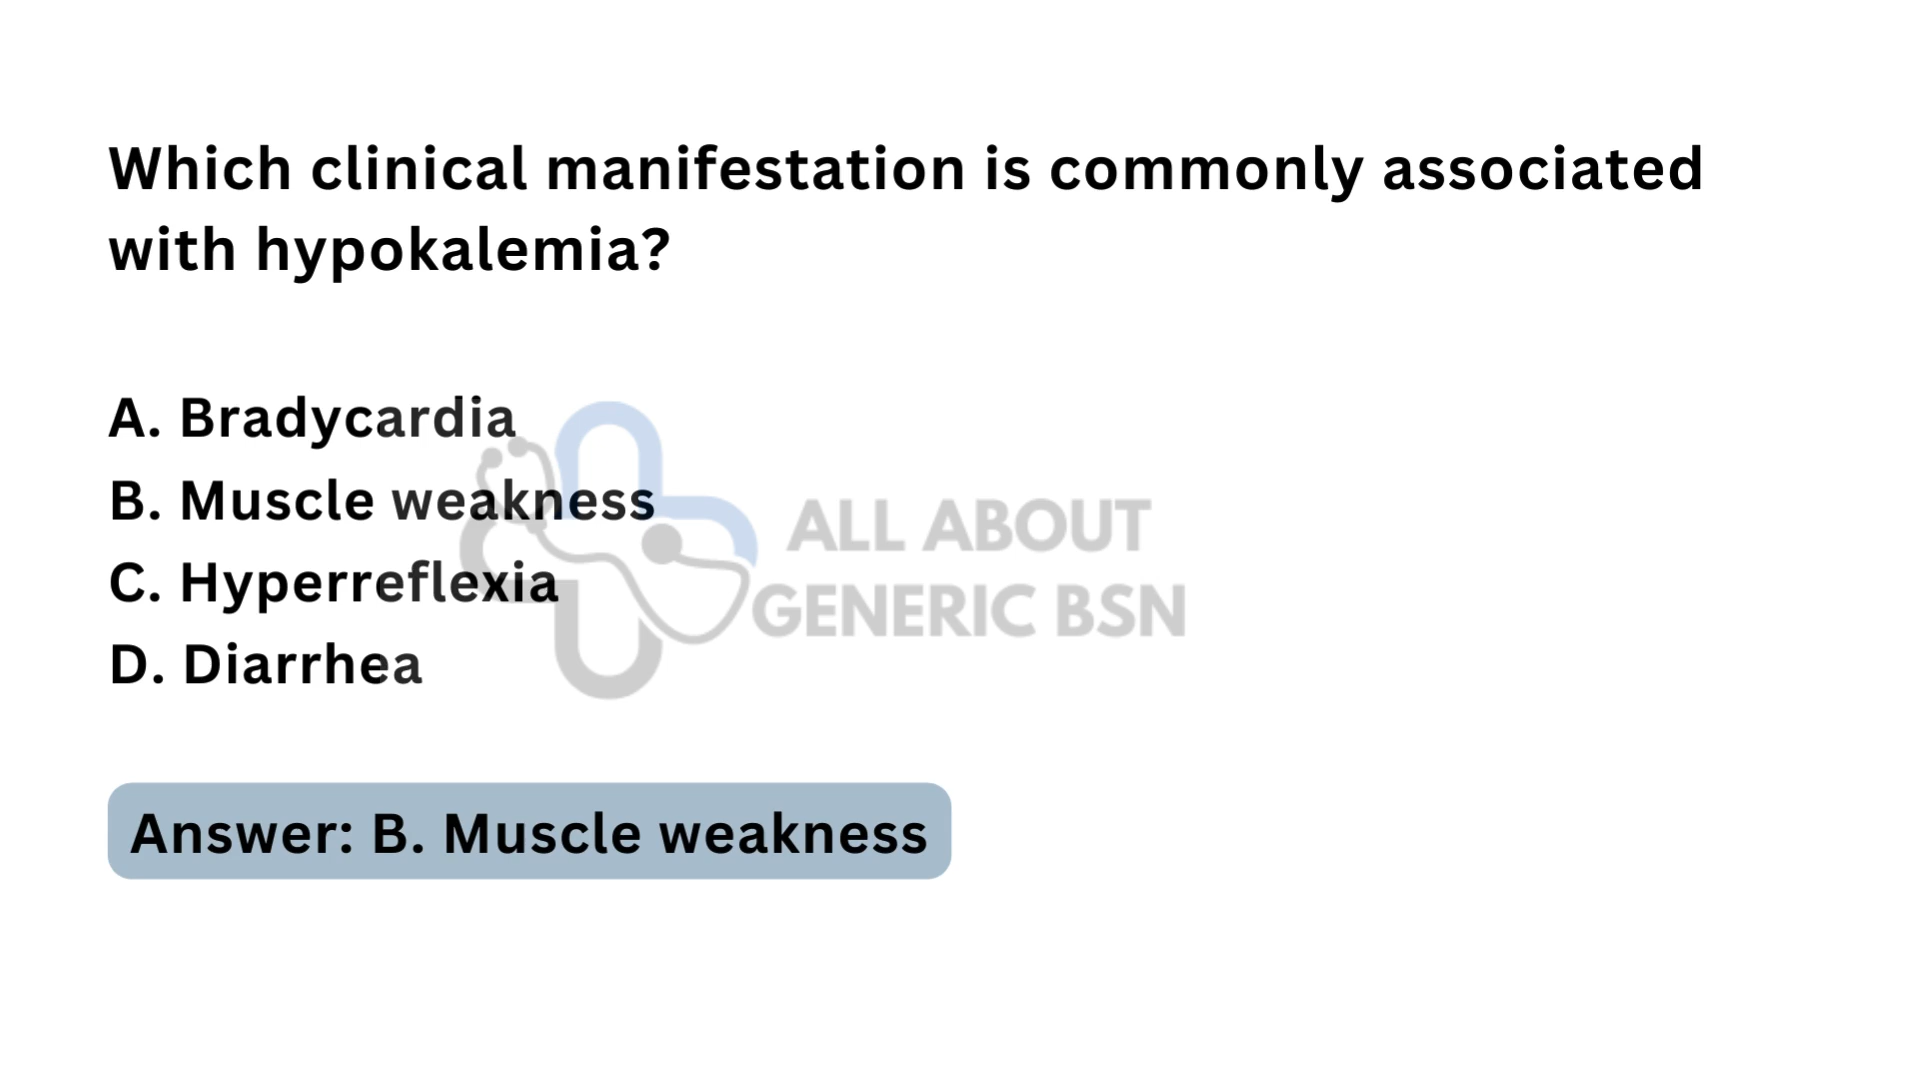 Which clinical manifestation is commonly associated
with hypokalemia?
A. Bradycardia
B. Muscle weakness
C. Hyperreflexia
D. Diarrhea
ALL ABOUT
GENERIC BSN
Answer: B. Muscle weakness